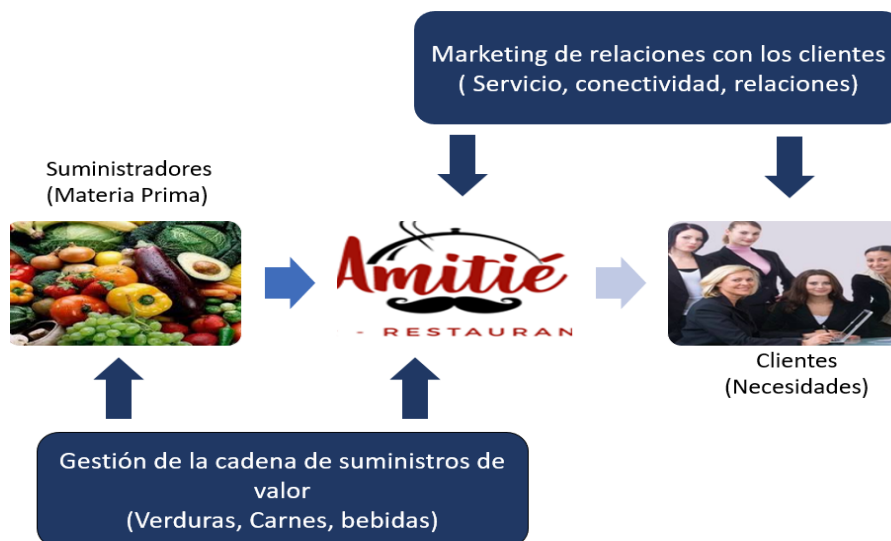 Marketing de relaciones con los clientes
( Servicio, conectividad, relaciones)
Suministradores
(Materia Prima)
Amitié
- RESTAURAN
Clientes
(Necesidades)
Gestión de la cadena de suministros de
valor
(Verduras, Carnes, bebidas)